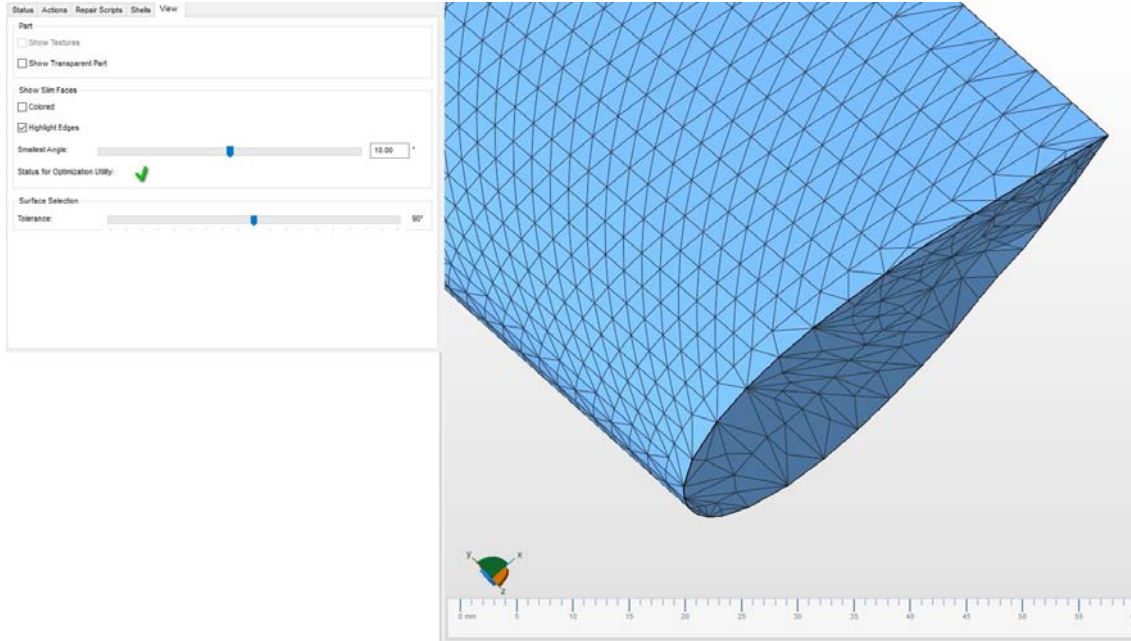 Status Actions Repair Scripts Shells View
Part
Show Textures
Show Transparent Part
Show Slim Faces
Colored
Highlight Edges
Smallest Angle: 10.00 °
Status for Optimization Utility:
Surface Selection
Tolerance: 90°
y x
z
0 mm 5 10 15 20 25 30 35 40 45 50 55